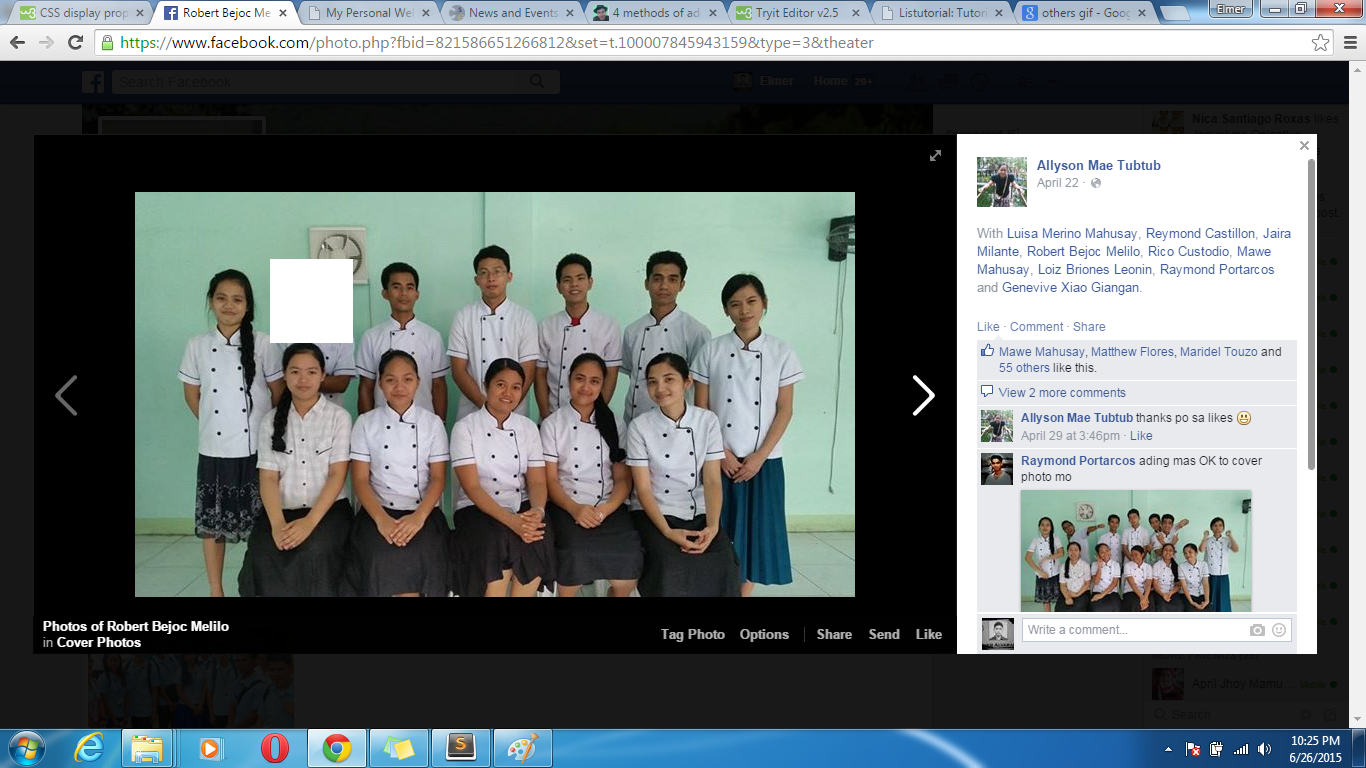 CSS display prop
Robert Bejoc Me
My Personal Wel
News and Events
4 methods of ad
Tryit Editor v2.5
Listutorial: Tutori
others gif - Goog
Elmer
https://www.facebook.com/photo.php?fbid=821586651266812&set=t.100007845943159&type=3&theater
Search Facebook
Elmer
Home 20+
Nica Santiago Roxas likes
Allyson Mae Tubtub
April 22 ·
With Luisa Merino Mahusay, Reymond Castillon, Jaira
Milante, Robert Bejoc Melilo, Rico Custodio, Mawe
Mahusay, Loiz Briones Leonin, Raymond Portarcos
and Genevive Xiao Giangan.
Like · Comment · Share
Mawe Mahusay, Matthew Flores, Maridel Touzo and
55 others like this.
View 2 more comments
Allyson Mae Tubtub thanks po sa likes
April 29 at 3:46pm · Like
Raymond Portarcos ading mas OK to cover
photo mo
Write a comment...
Photos of Robert Bejoc Melilo
in Cover Photos
Tag Photo Options Share Send Like
April Jhoy Mamu...
Search
10:25 PM
6/26/2015